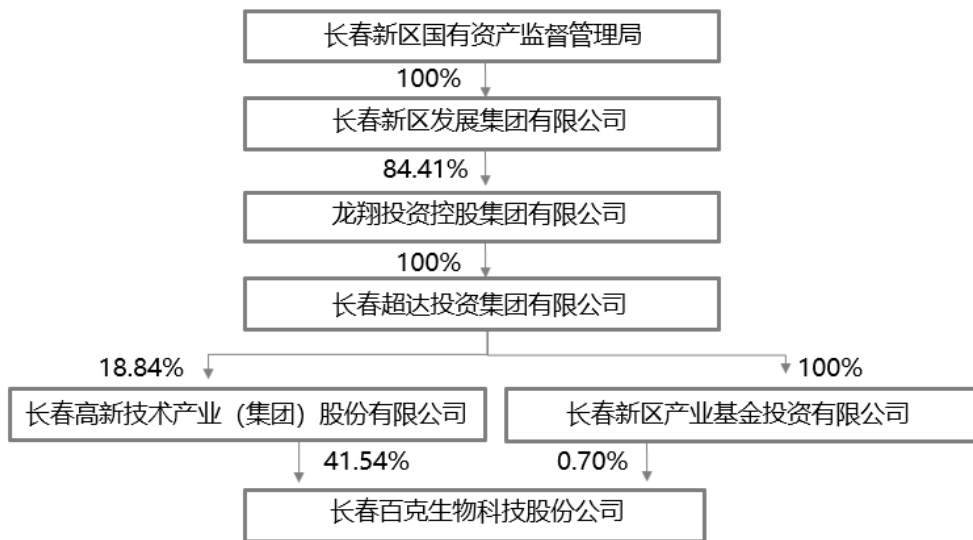 长春新区国有资产监督管理局
100%
长春新区发展集团有限公司
84.41%
龙翔投资控股集团有限公司
100%
长春超达投资集团有限公司
18.84%
100%
长春高新技术产业（集团）股份有限公司
长春新区产业基金投资有限公司
41.54%
0.70%
长春百克生物科技股份公司